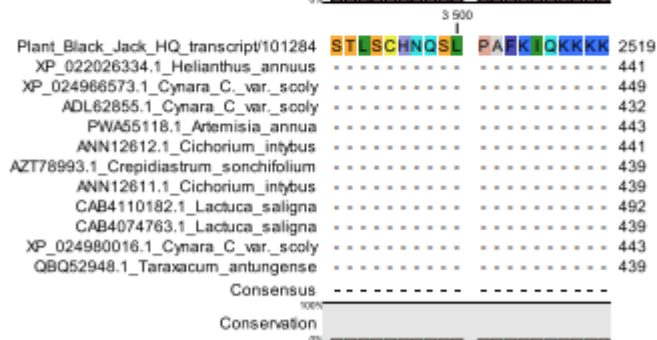 0%
3 500
Plant_Black_Jack_HQ_transcript/101284 STLSCHNQSL PAFKIQKKKK 2519
XP_022026334.1_Helianthus_annuus - - - - - - - - - - - - - - - - - - - - 441
XP_024966573.1_Cynara_C._var._scoly - - - - - - - - - - - - - - - - - - - - 449
ADL62855.1_Cynara_C_var._scoly - - - - - - - - - - - - - - - - - - - - 432
PWA55118.1_Artemisia_annua - - - - - - - - - - - - - - - - - - - - 443
ANN12612.1_Cichorium_intybus - - - - - - - - - - - - - - - - - - - - 441
AZT78993.1_Crepidiastrum_sonchifolium - - - - - - - - - - - - - - - - - - - - 439
ANN12611.1_Cichorium_intybus - - - - - - - - - - - - - - - - - - - - 439
CAB4110182.1_Lactuca_saligna - - - - - - - - - - - - - - - - - - - - 492
CAB4074763.1_Lactuca_saligna - - - - - - - - - - - - - - - - - - - - 439
XP_024980016.1_Cynara_C_var._scoly - - - - - - - - - - - - - - - - - - - - 443
QBQ52948.1_Taraxacum_antungense - - - - - - - - - - - - - - - - - - - - 439
Consensus - - - - - - - - - - - - - - - - - - - -
100%
Conservation
0%